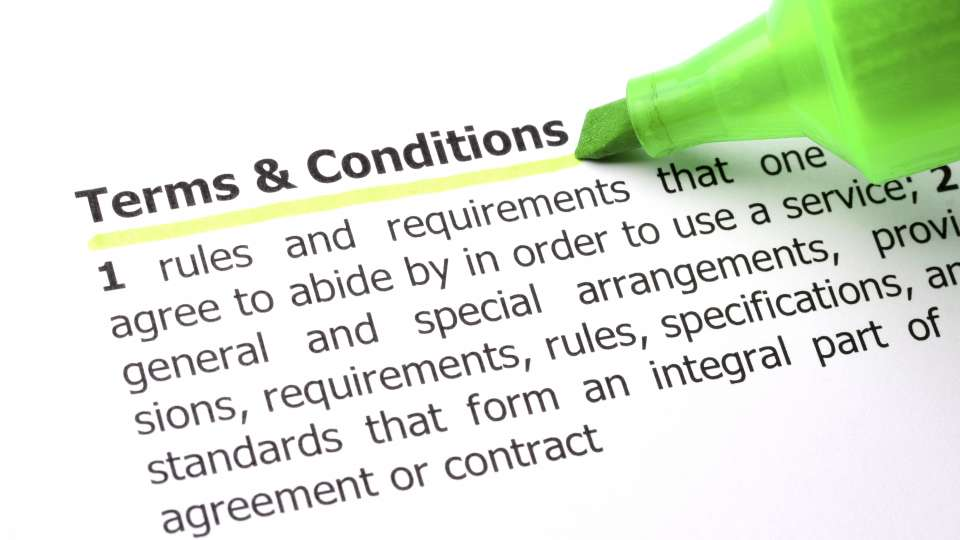 Terms & Conditions
1 rules and requirements that one
agree to abide by in order to use a service; 2
general and special arrangements, provi
sions, requirements, rules, specifications, an
standards that form an integral part of
agreement or contract